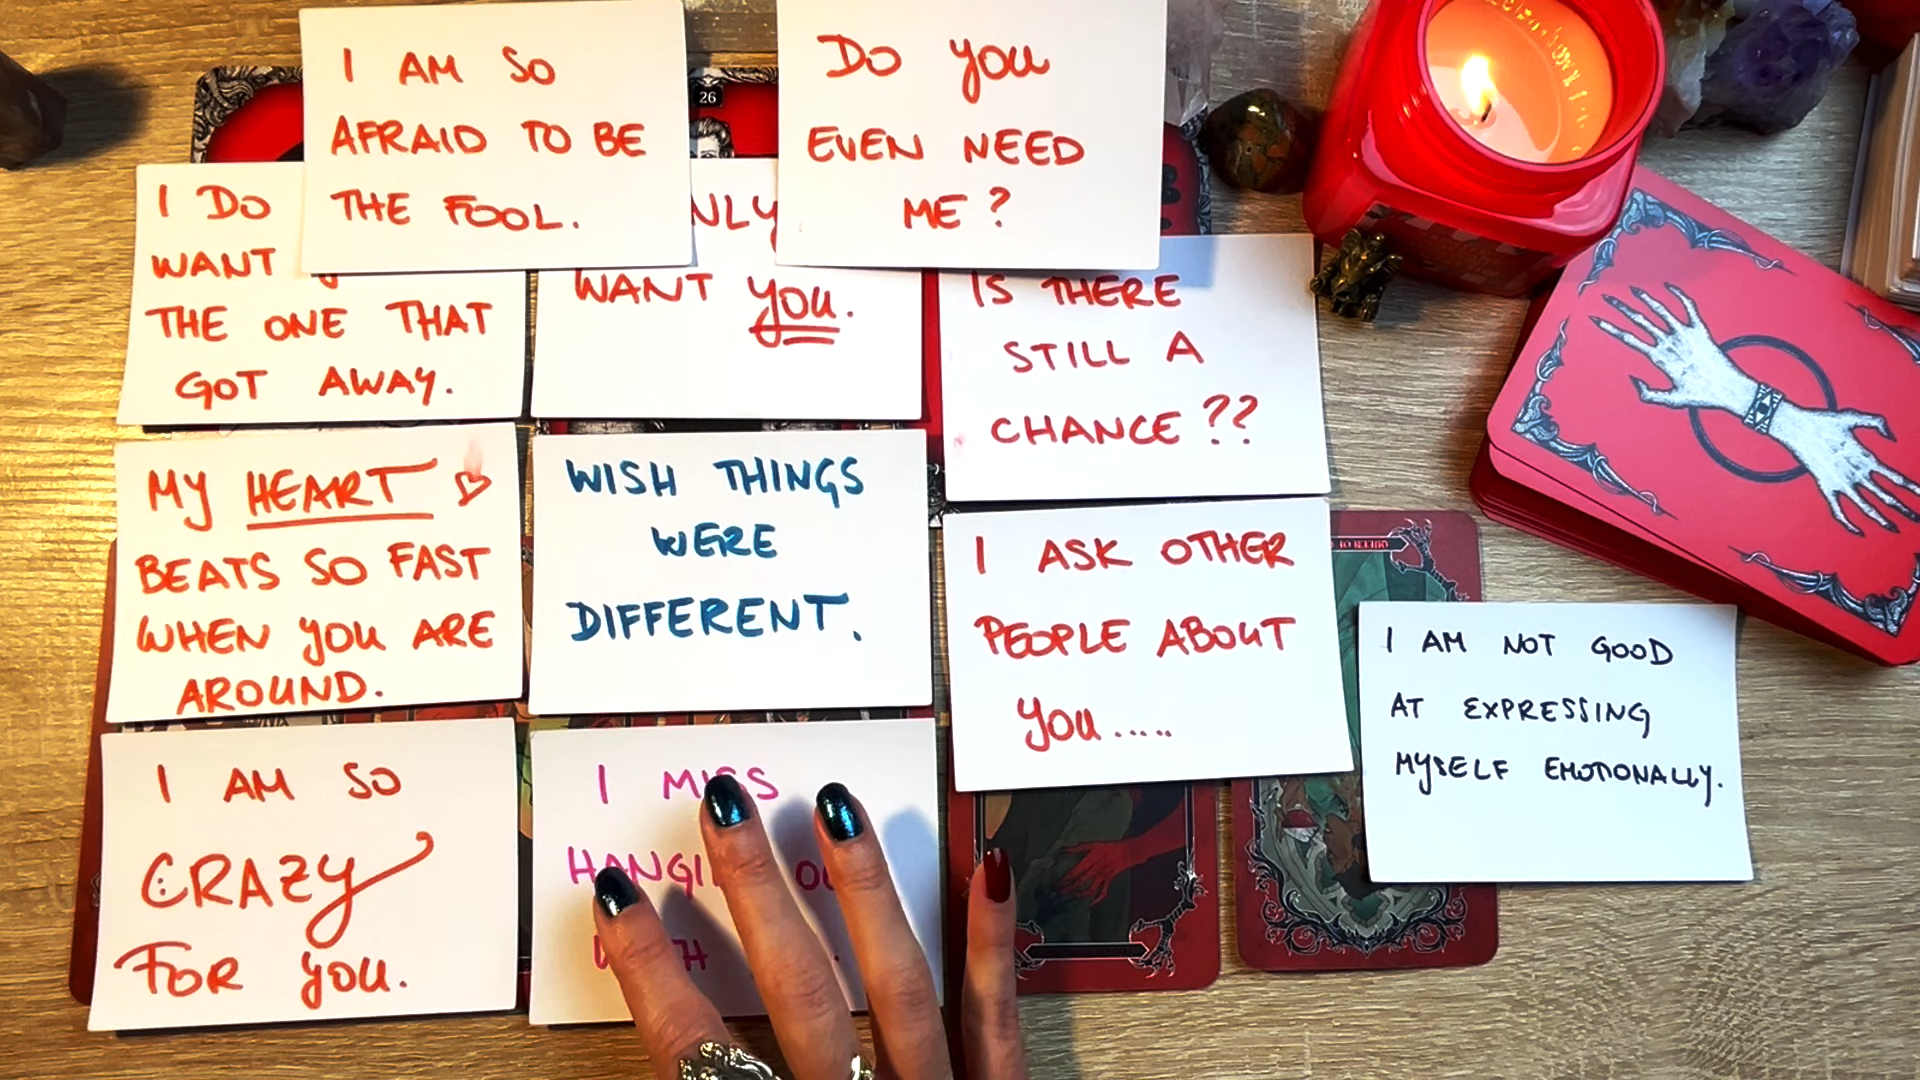 I AM SO
AFRAID TO BE
THE FOOL.
DO YOU
EVEN NEED
ME?
26
I DO
WANT
THE ONE THAT
GOT AWAY.
WANT YOU.
IS THERE
STILL A
CHANCE??
MY HEART
BEATS SO FAST
WHEN YOU ARE
AROUND.
WISH THINGS
WERE
DIFFERENT.
I ASK OTHER
PEOPLE ABOUT
YOU.....
I AM NOT GOOD
AT EXPRESSING
MYSELF EMOTIONALLY.
I AM SO
CRAZY
FOR YOU.
I MISS